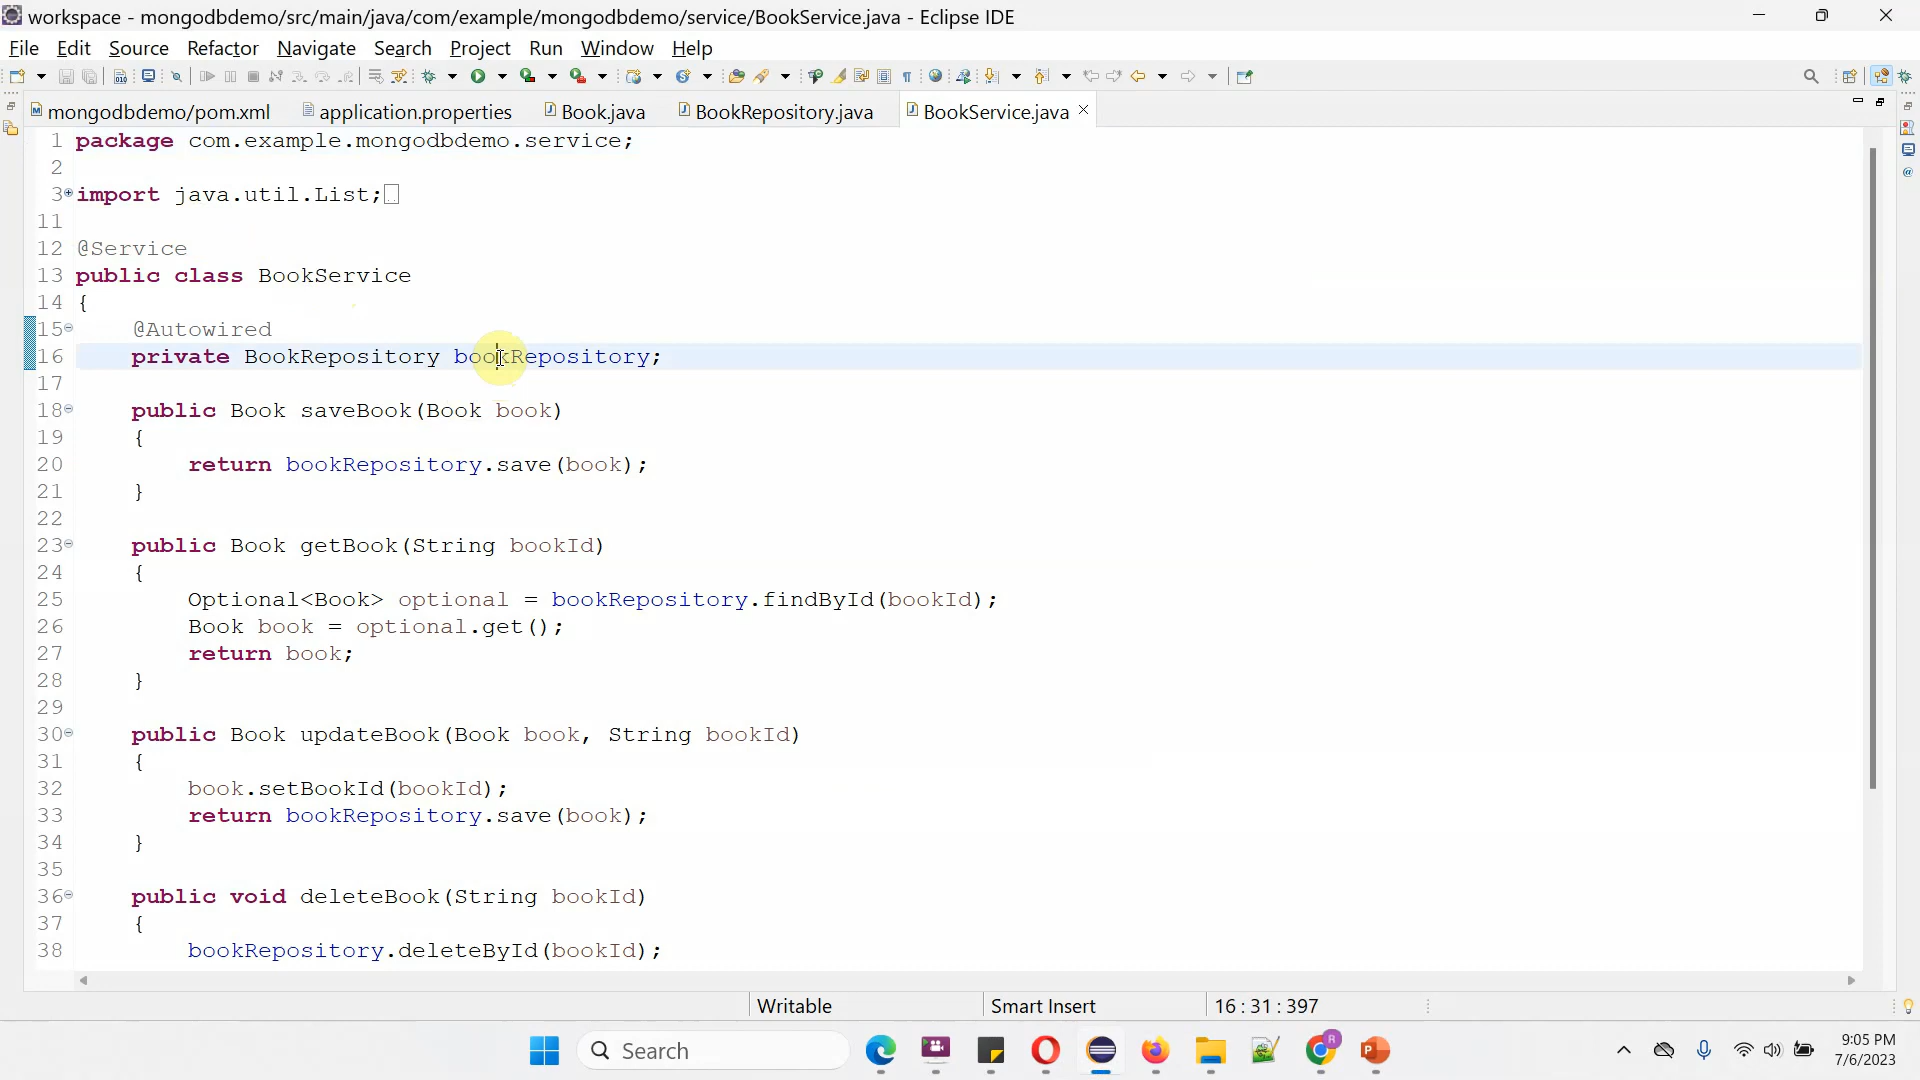 workspace - mongodbdemo/src/main/java/com/example/mongodbdemo/service/BookService.java - Eclipse IDE
File Edit Source Refactor Navigate Search Project Run Window Help
mongodbdemo/pom.xml application.properties Book.java BookRepository.java BookService.java
1 package com.example.mongodbdemo.service;
2
3 import java.util.List;
11
12 @Service
13 public class BookService
14 {
15 @Autowired
16 private BookRepository bookRepository;
17
18 public Book saveBook(Book book)
19 {
20 return bookRepository.save(book);
21 }
22
23 public Book getBook(String bookId)
24 {
25 Optional<Book> optional = bookRepository.findById(bookId);
26 Book book = optional.get();
27 return book;
28 }
29
30 public Book updateBook(Book book, String bookId)
31 {
32 book.setBookId(bookId);
33 return bookRepository.save(book);
34 }
35
36 public void deleteBook(String bookId)
37 {
38 bookRepository.deleteById(bookId);
Writable Smart Insert 16 : 31 : 397
Search
9:05 PM
7/6/2023